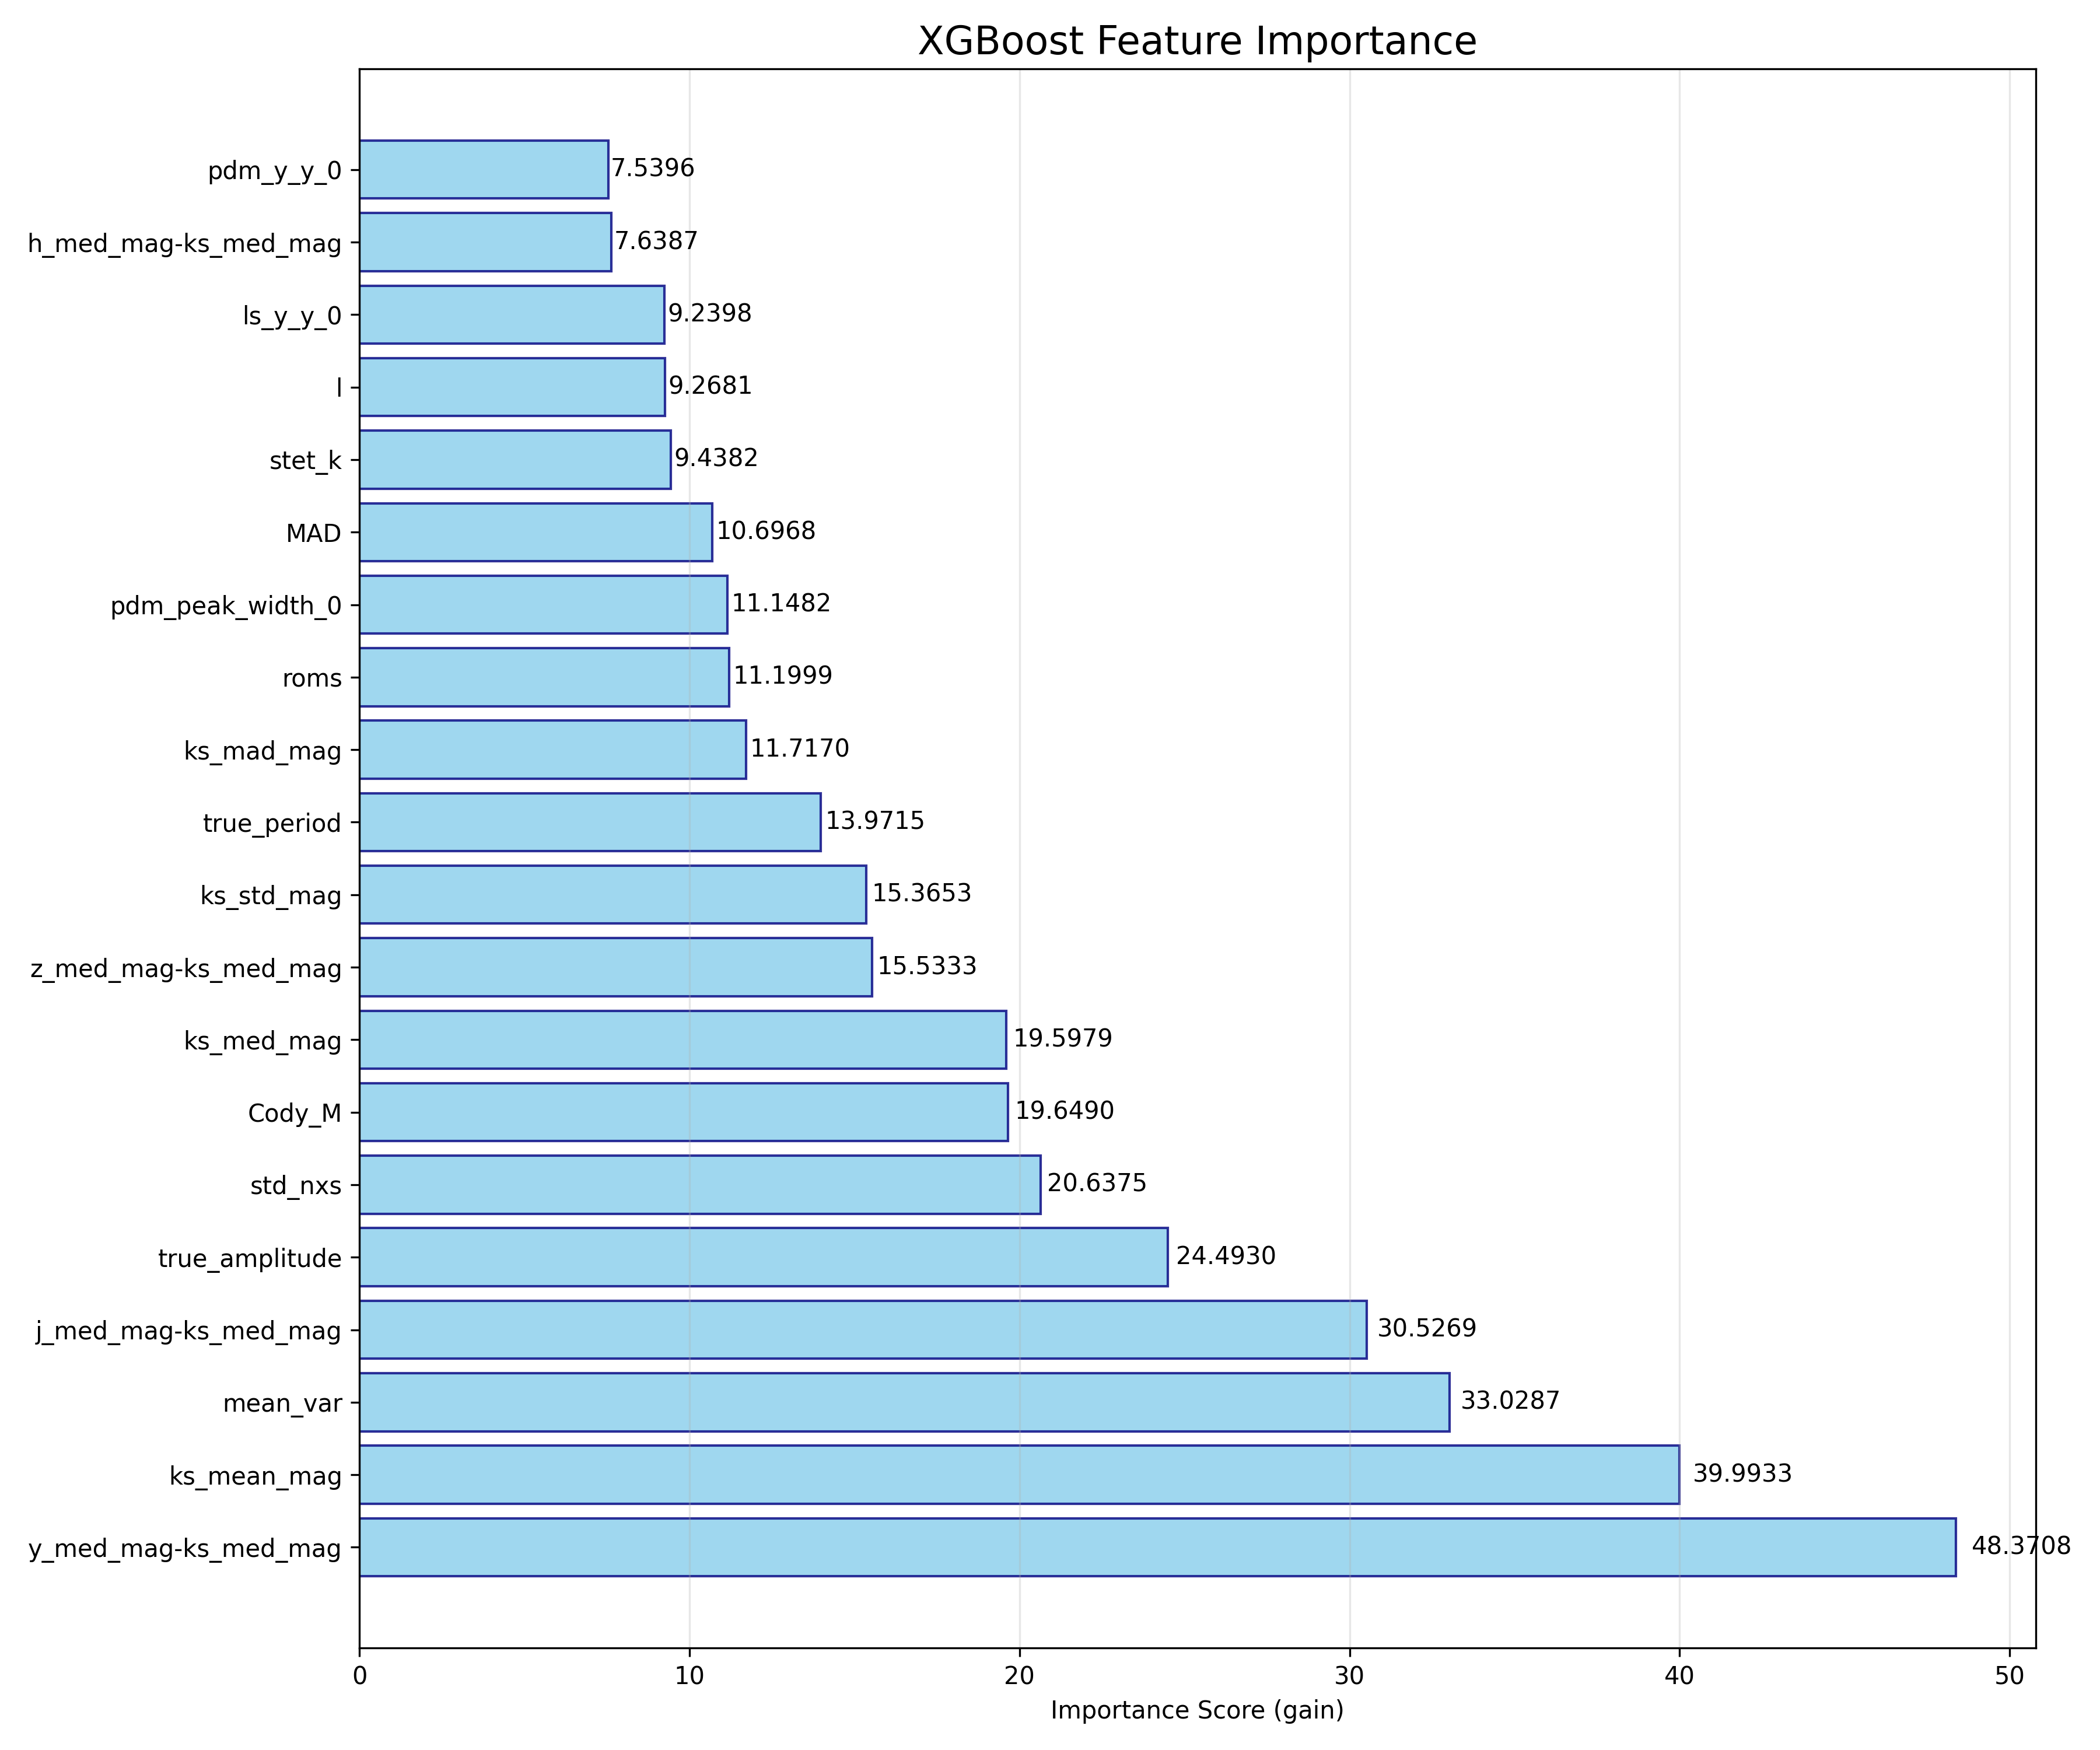 XGBoost Feature Importance
pdm_y_y_0 7.5396
h_med_mag-ks_med_mag 7.6387
ls_y_y_0 9.2398
l 9.2681
stet_k 9.4382
MAD 10.6968
pdm_peak_width_0 11.1482
roms 11.1999
ks_mad_mag 11.7170
true_period 13.9715
ks_std_mag 15.3653
z_med_mag-ks_med_mag 15.5333
ks_med_mag 19.5979
Cody_M 19.6490
std_nxs 20.6375
true_amplitude 24.4930
j_med_mag-ks_med_mag 30.5269
mean_var 33.0287
ks_mean_mag 39.9933
y_med_mag-ks_med_mag 48.3708
0 10 20 30 40 50
Importance Score (gain)